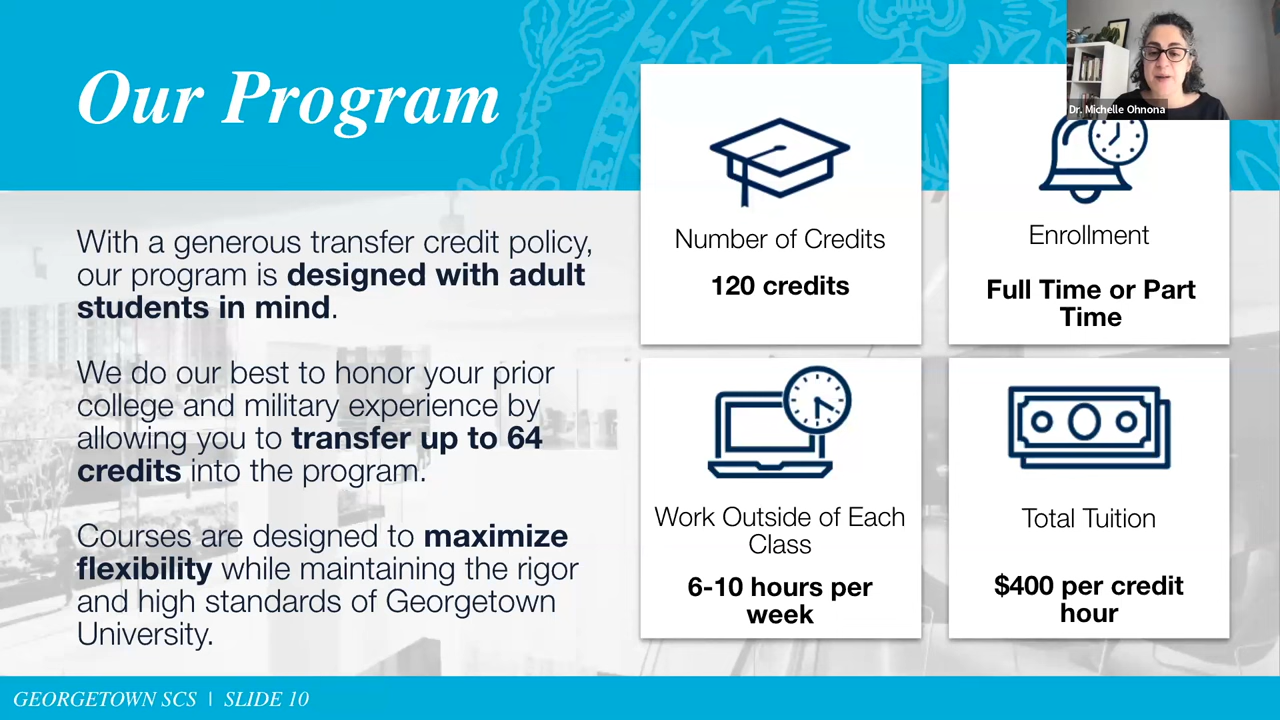 Our Program
Dr. Michelle Ohnona
With a generous transfer credit policy,
our program is designed with adult
students in mind.
We do our best to honor your prior
college and military experience by
allowing you to transfer up to 64
credits into the program.
Courses are designed to maximize
flexibility while maintaining the rigor
and high standards of Georgetown
University.
Number of Credits
120 credits
Enrollment
Full Time or Part
Time
Work Outside of Each
Class
6-10 hours per
week
Total Tuition
$400 per credit
hour
GEORGETOWN SCS | SLIDE 10